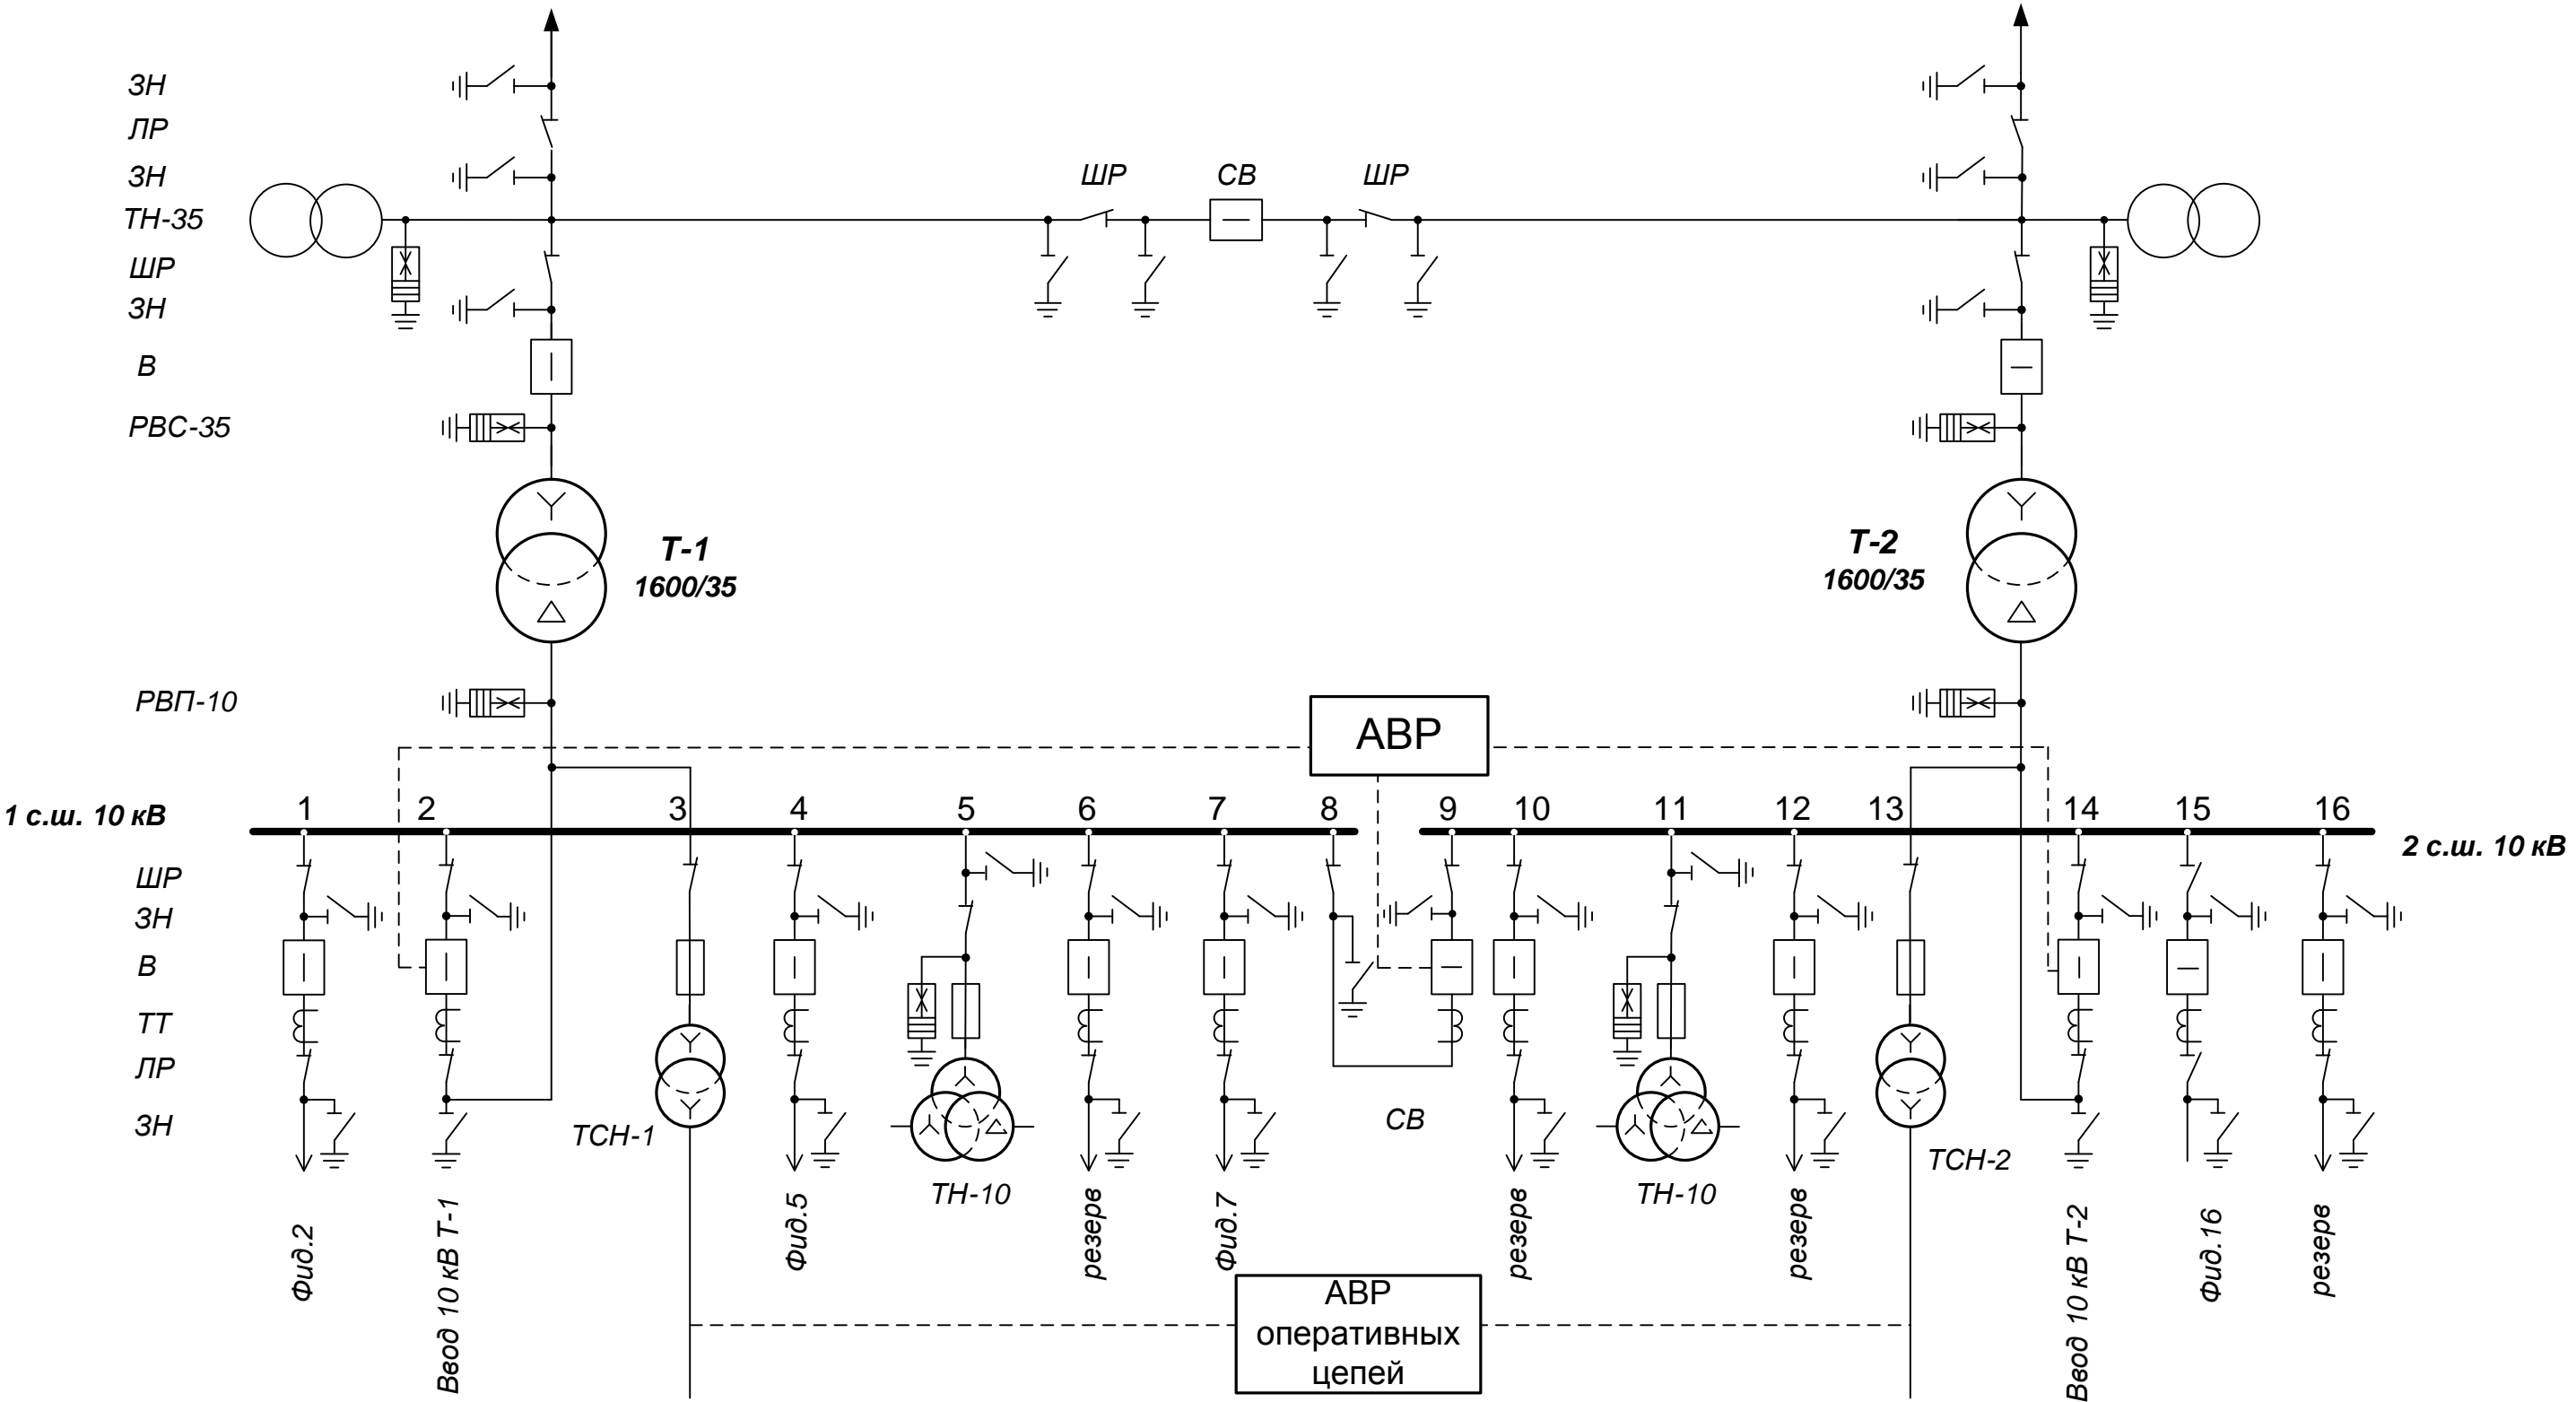 ЗН
ЛР
ЗН
ШР
СВ
ШР
ТН-35
ШР
ЗН
В
РВС-35
Т-1
1600/35
Т-2
1600/35
РВП-10
АВР
1 с.ш. 10 кВ
1
2
3
4
5
6
7
8
9
10
11
12
13
14
15
16
2 с.ш. 10 кВ
ШР
ЗН
В
ТТ
ЛР
ЗН
ТСН-1
СВ
ТСН-2
ТН-10
ТН-10
Фид.2
Ввод 10 кВ Т-1
Фид.5
резерв
Фид.7
резерв
резерв
Ввод 10 кВ Т-2
Фид.16
резерв
АВР
оперативных
цепей